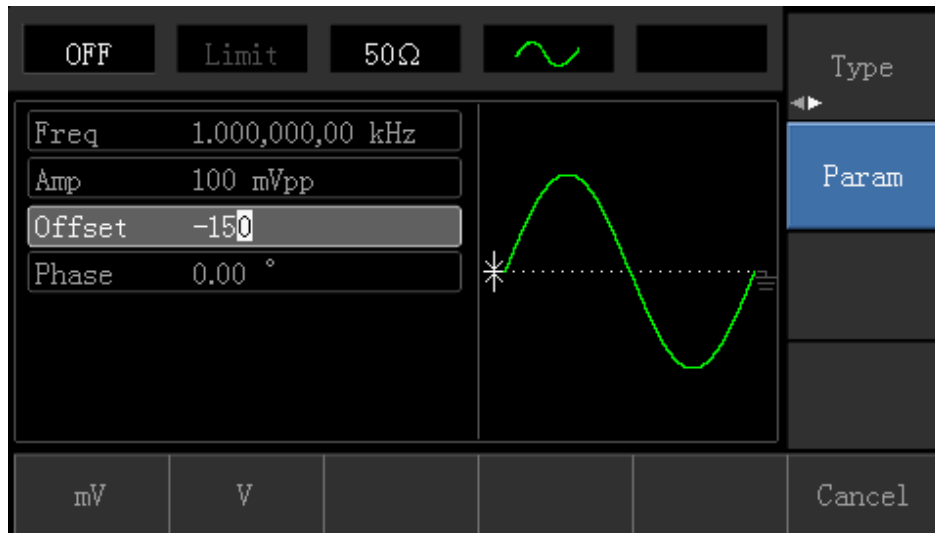 OFF Limit 50Ω
Type
Freq 1.000,000,00 kHz
Amp 100 mVpp
Param
Offset -150
Phase 0.00 °
mV V Cancel